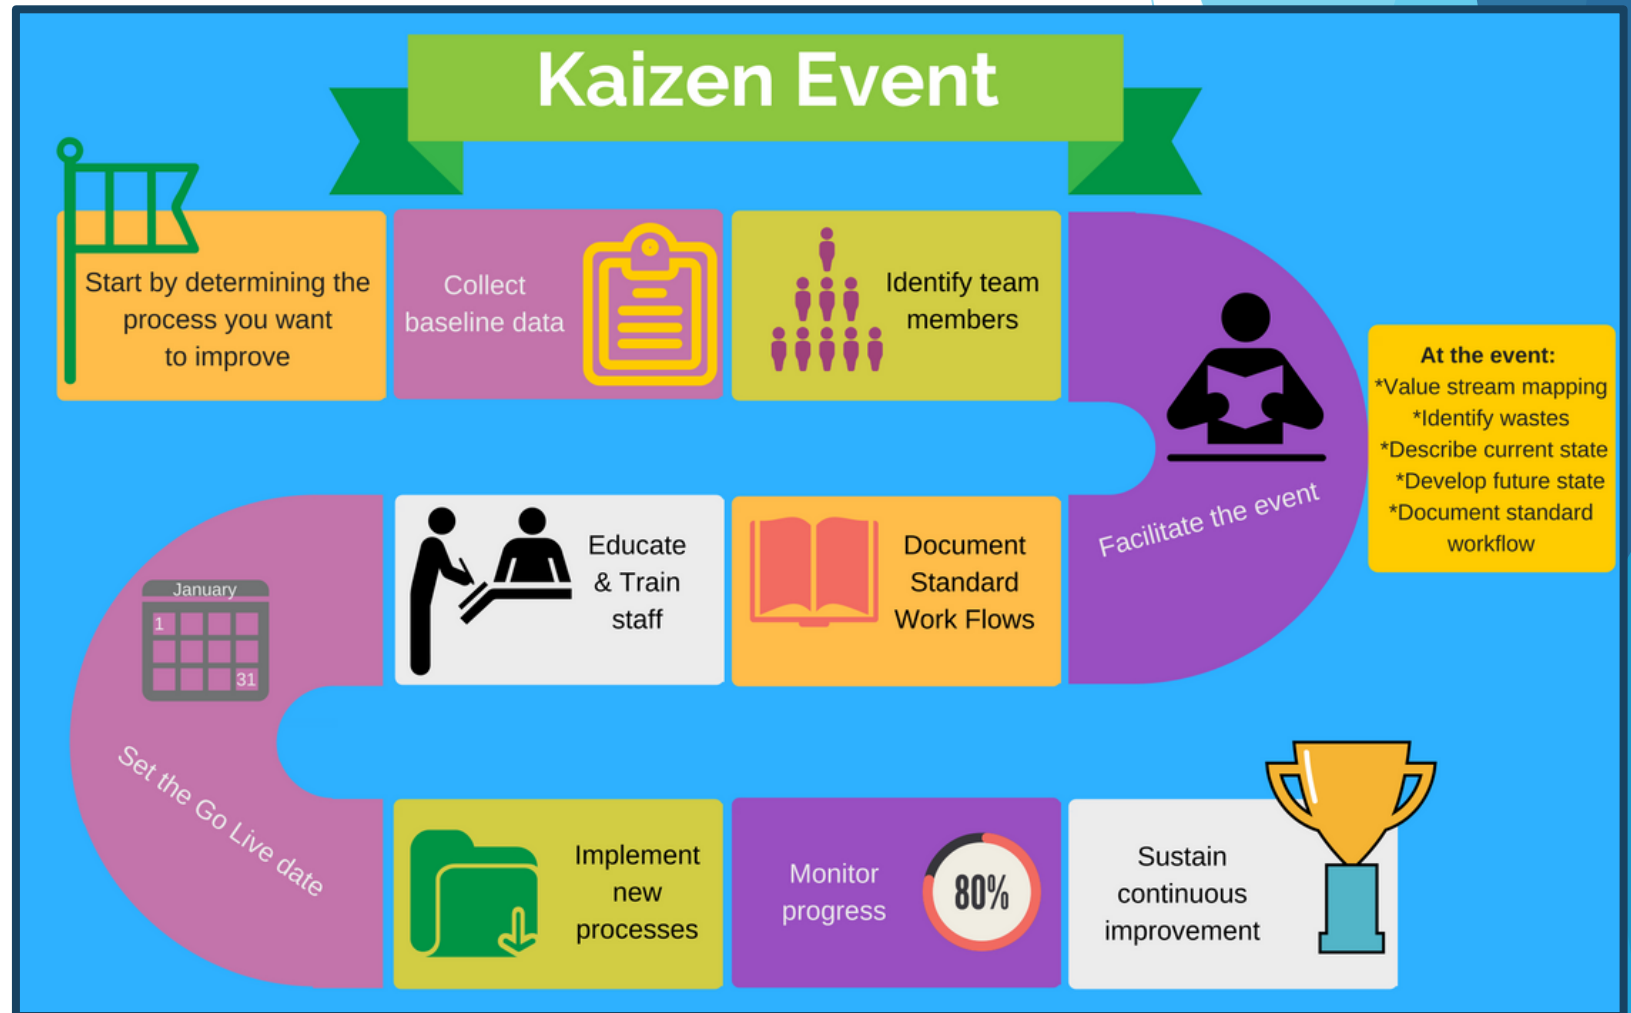 Kaizen Event
Start by determining the
process you want
to improve
Collect
baseline data
Identify team
members
Facilitate the event
At the event:
*Value stream mapping
*Identify wastes
*Describe current state
*Develop future state
*Document standard
workflow
Document
Standard
Work Flows
Educate
& Train
staff
January
1
31
Set the Go Live date
Implement
new
processes
Monitor
progress
80%
Sustain
continuous
improvement